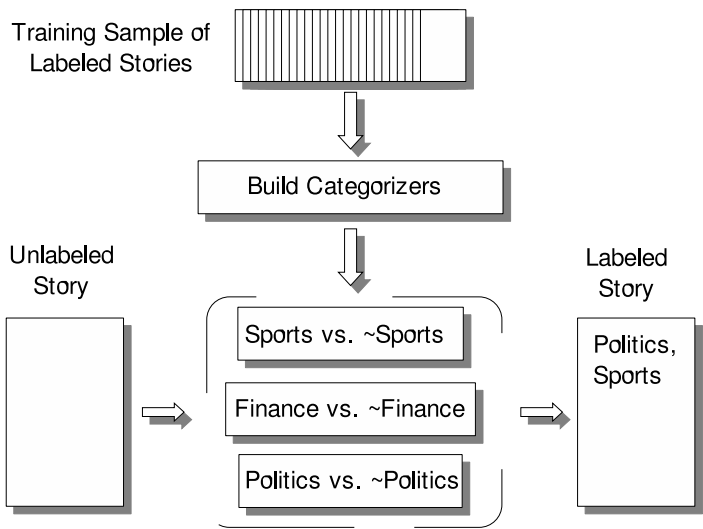 Training Sample of
Labeled Stories
Build Categorizers
Unlabeled
Story
Labeled
Story
Sports vs. ~Sports
Finance vs. ~Finance
Politics vs. ~Politics
Politics,
Sports